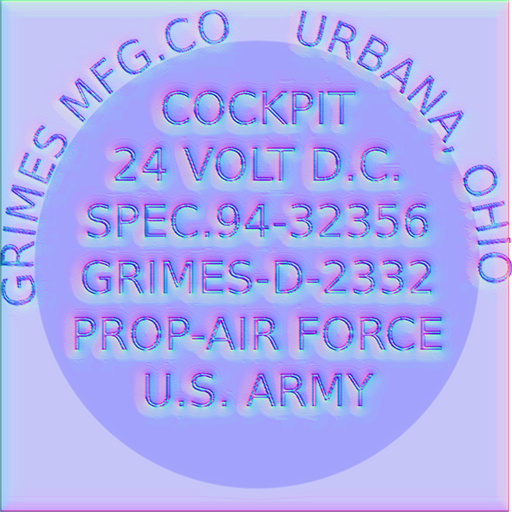 GRIMES MFG.CO URBANA, OHIO
COCKPIT
24 VOLT D.C.
SPEC.94-32356
GRIMES-D-2332
PROP-AIR FORCE
U.S. ARMY